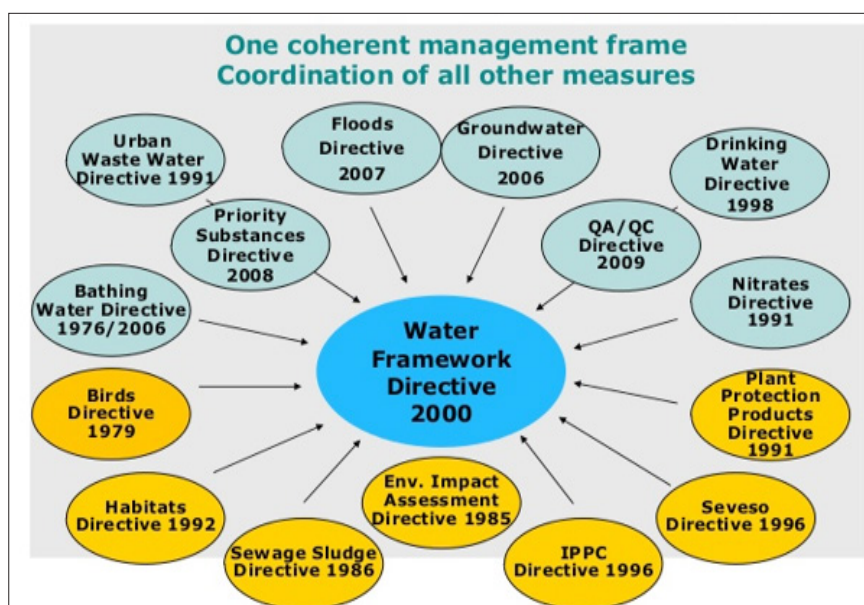 One coherent management frame
Coordination of all other measures
Urban
Waste Water
Directive 1991
Floods
Directive
2007
Groundwater
Directive
2006
Drinking
Water
Directive
1998
Priority
Substances
Directive
2008
QA/QC
Directive
2009
Bathing
Water Directive
1976/2006
Nitrates
Directive
1991
Water
Framework
Directive
2000
Birds
Directive
1979
Plant
Protection
Products
Directive
1991
Habitats
Directive 1992
Sewage Sludge
Directive 1986
Env. Impact
Assessment
Directive 1985
IPPC
Directive 1996
Seveso
Directive 1996